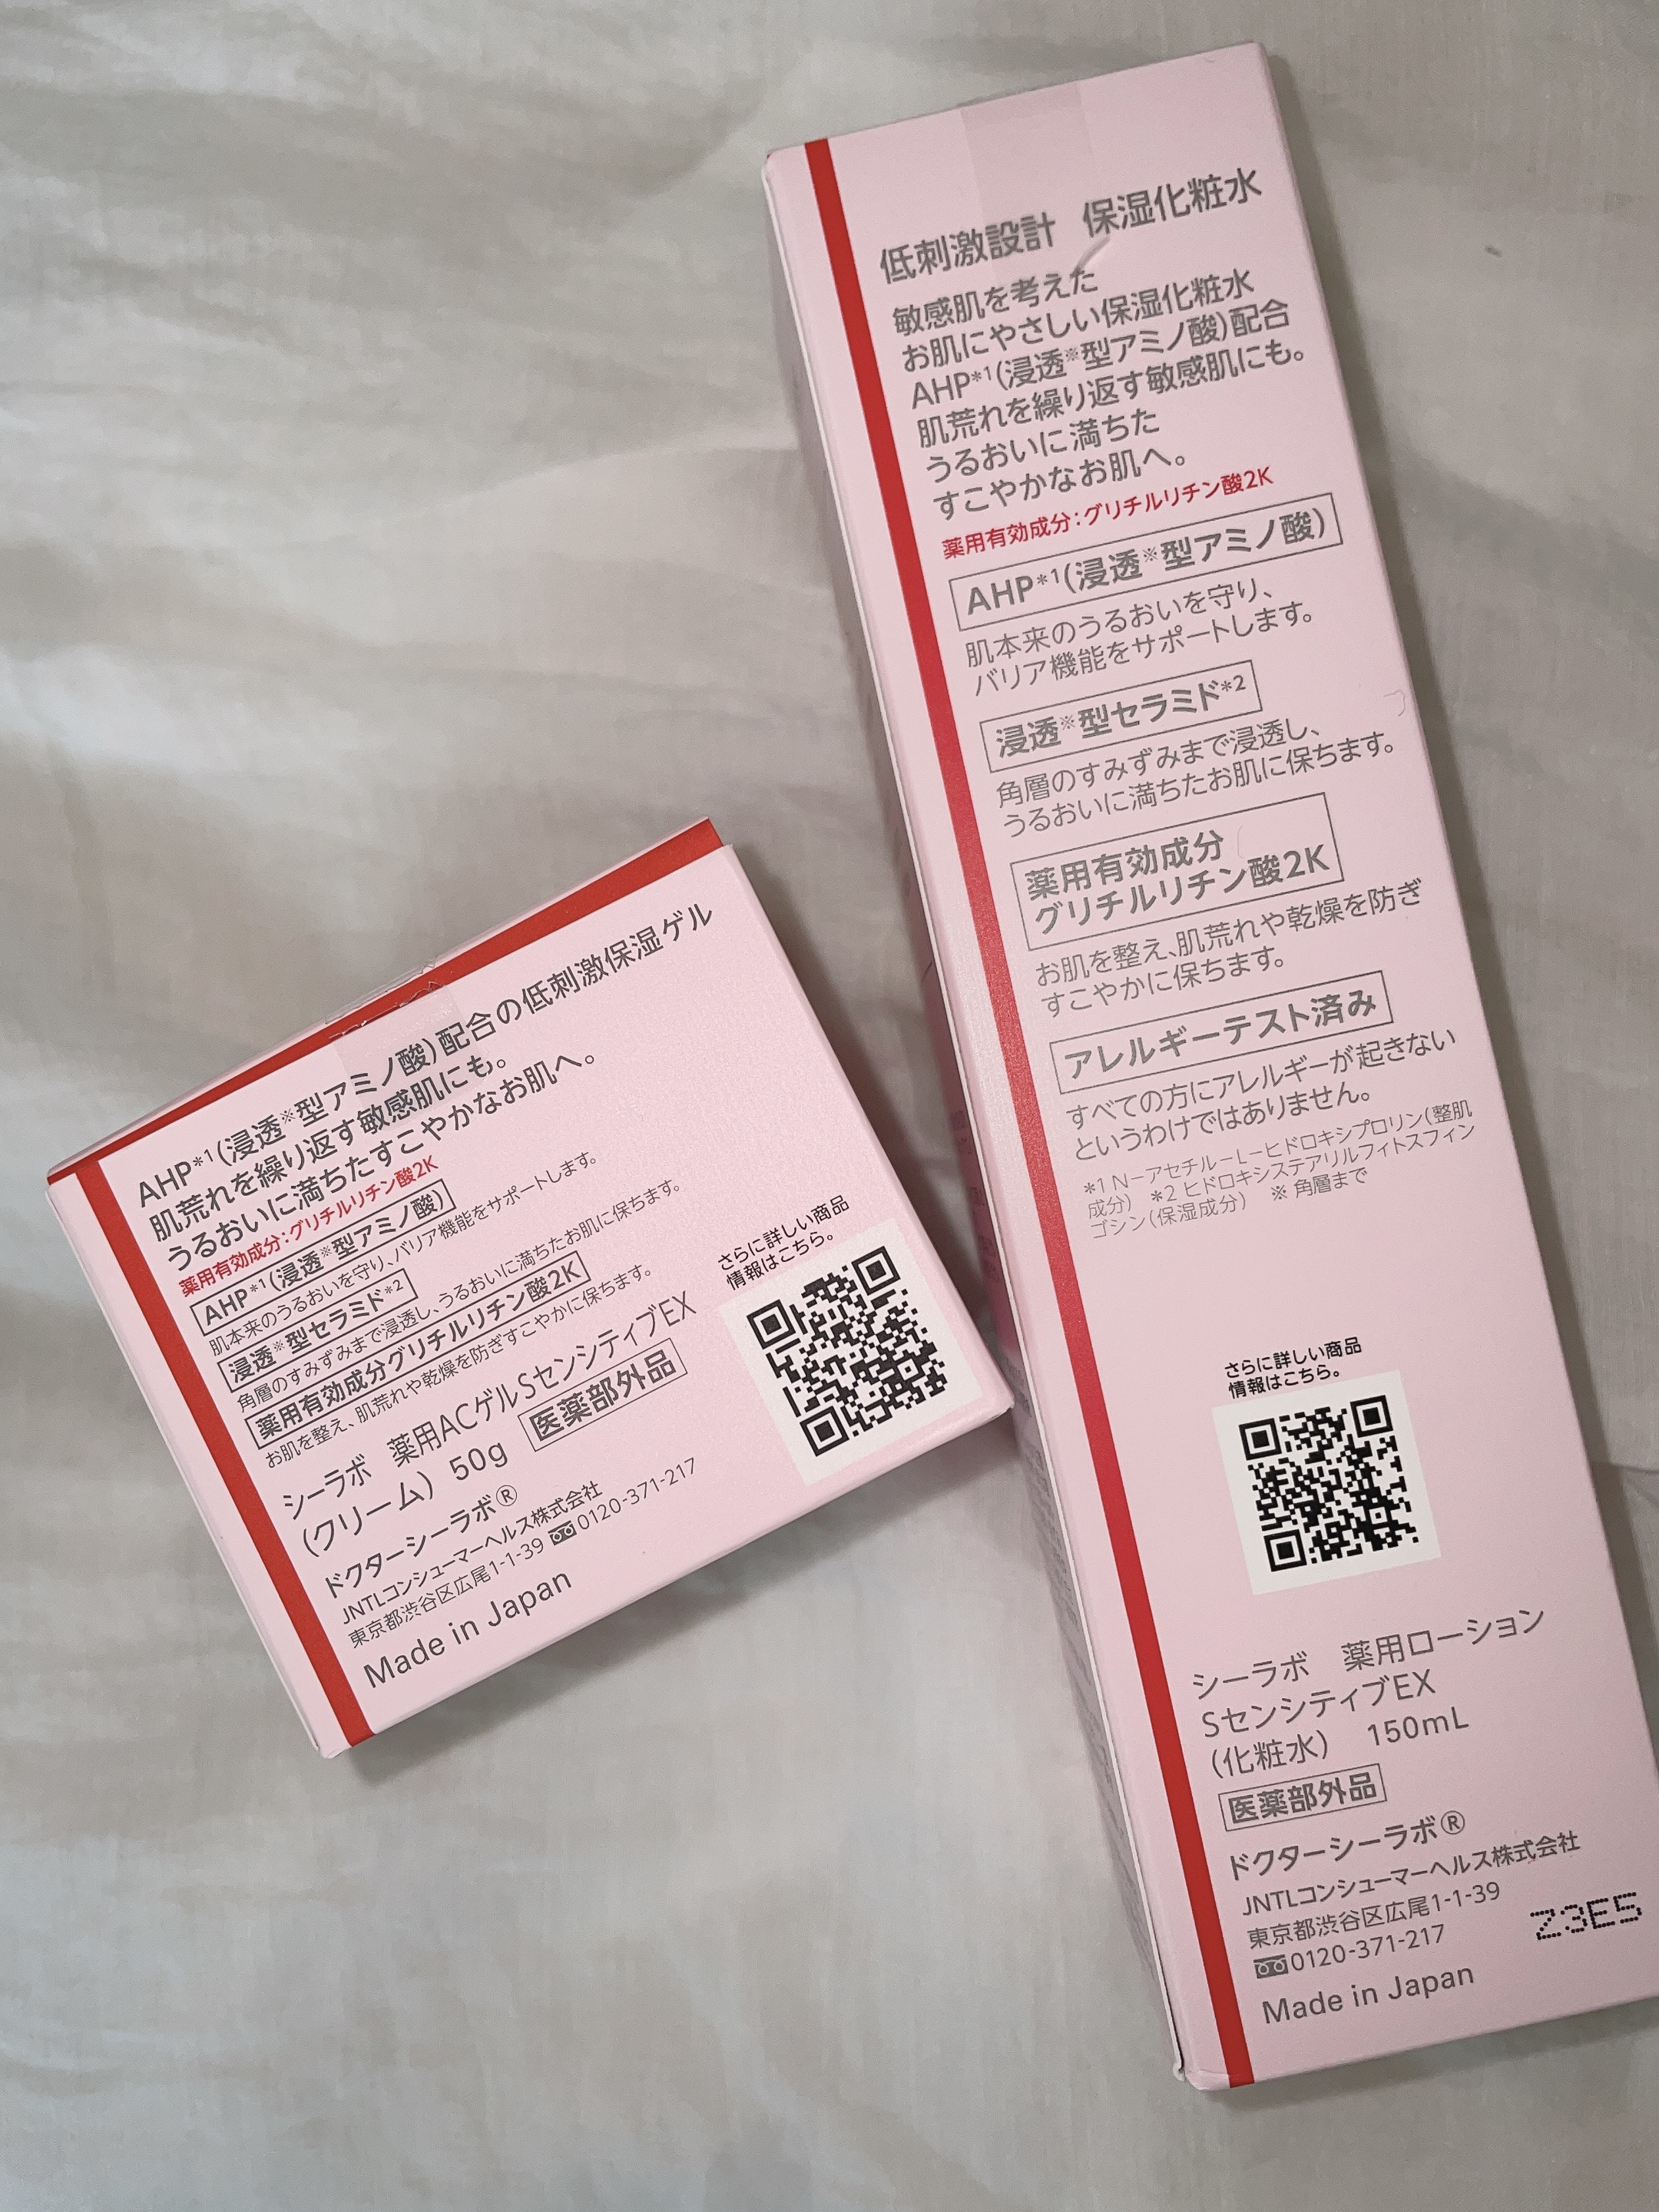 低刺激設計 保湿化粧水
敏感肌を考えた
お肌にやさしい保湿化粧水
AHP*1(浸透※型アミノ酸)配合
肌荒れを繰り返す敏感肌にも。
うるおいに満ちた
すこやかなお肌へ。
薬用有効成分:グリチルリチン酸2K
AHP*1(浸透※型アミノ酸)
肌本来のうるおいを守り、
バリア機能をサポートします。
浸透※型セラミド*2
角層のすみずみまで浸透し、
うるおいに満ちたお肌に保ちます。
薬用有効成分
グリチルリチン酸2K
お肌を整え、肌荒れや乾燥を防ぎ
すこやかに保ちます。
アレルギーテスト済み
すべての方にアレルギーが起きない
というわけではありません。
*1 N-アセチル-L-ヒドロキシプロリン(整肌
成分) *2 ヒドロキシステアリルフィトスフィン
ゴシン(保湿成分) ※ 角層まで
さらに詳しい商品
情報はこちら。
シーラボ 薬用ローション
SセンシティブEX
(化粧水) 150mL
医薬部外品
ドクターシーラボ®
JNTLコンシューマーヘルス株式会社
東京都渋谷区広尾1-1-39
0120-371-217
Z3E5
Made in Japan
AHP*1(浸透※型アミノ酸)配合の低刺激保湿ゲル
肌荒れを繰り返す敏感肌にも。
うるおいに満ちたすこやかなお肌へ。
薬用有効成分:グリチルリチン酸2K
AHP*1(浸透※型アミノ酸)
肌本来のうるおいを守り、バリア機能をサポートします。
浸透※型セラミド*2
角層のすみずみまで浸透し、うるおいに満ちたお肌に保ちます。
薬用有効成分グリチルリチン酸2K
お肌を整え、肌荒れや乾燥を防ぎすこやかに保ちます。
シーラボ 薬用ACゲルSセンシティブEX
(クリーム) 50g 医薬部外品
ドクターシーラボ®
JNTLコンシューマーヘルス株式会社
東京都渋谷区広尾1-1-39 0120-371-217
Made in Japan
さらに詳しい商品
情報はこちら。